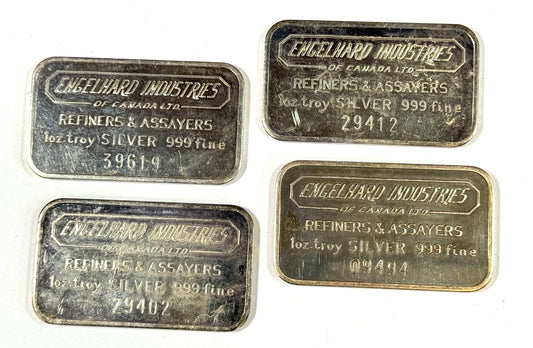 ENGELHARD INDUSTRIES
OF CANADA LTD.
REFINERS & ASSAYERS
1oz.troy SILVER 999 fine
39619
ENGELHARD INDUSTRIES
OF CANADA LTD.
REFINERS & ASSAYERS
1oz.troy SILVER 999 fine
29412
ENGELHARD INDUSTRIES
OF CANADA LTD.
REFINERS & ASSAYERS
1oz.troy SILVER 999 fine
29402
ENGELHARD INDUSTRIES
OF CANADA LTD.
REFINERS & ASSAYERS
1oz.troy SILVER 999 fine
09494